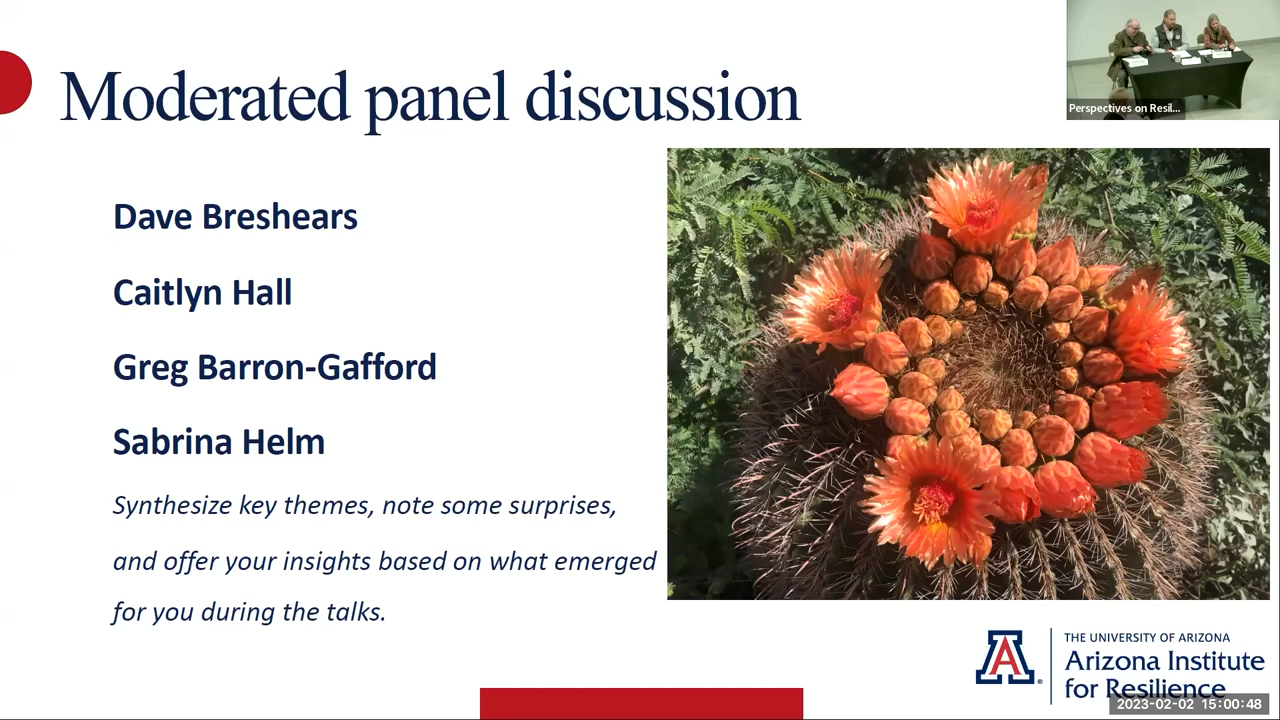 Moderated panel discussion
Perspectives on Resil...
Dave Breshears
Caitlyn Hall
Greg Barron-Gafford
Sabrina Helm
Synthesize key themes, note some surprises,
and offer your insights based on what emerged
for you during the talks.
A
THE UNIVERSITY OF ARIZONA
Arizona Institute
for Resilience
2023-02-02 15:00:48